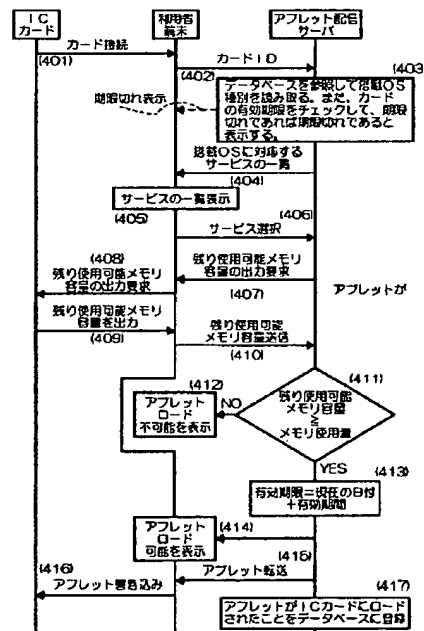 ICカード
利用者端末
アプレット配信サーバ
カード接続
(401)
カードID
(402)
(403)
データベースを参照して搭載OS
種別を読み取る。また、カード
の有効期限をチェックして、期限
切れであれば期限切れであると
表示する。
期限切れ表示
搭載OSに対応する
サービスの一覧
(404)
サービスの一覧表示
(405)
(406)
サービス選択
(408)
残り使用可能メモリ
容量の出力要求
残り使用可能メモリ
容量の出力要求
(407)
アプレットが
残り使用可能メモリ
容量を出力
(409)
残り使用可能
メモリ容量送送
(410)
(411)
残り使用可能
メモリ容量
≧
メモリ使用量
(412)
NO
アプレット
ロード
不可能を表示
YES
(413)
有効期限=現在の日付
+有効期間
アプレット
ロード
可能を表示
(414)
(415)
アプレット転送
(416)
アプレット書き込み
(417)
アプレットがICカードにロード
されたことをデータベースに登録